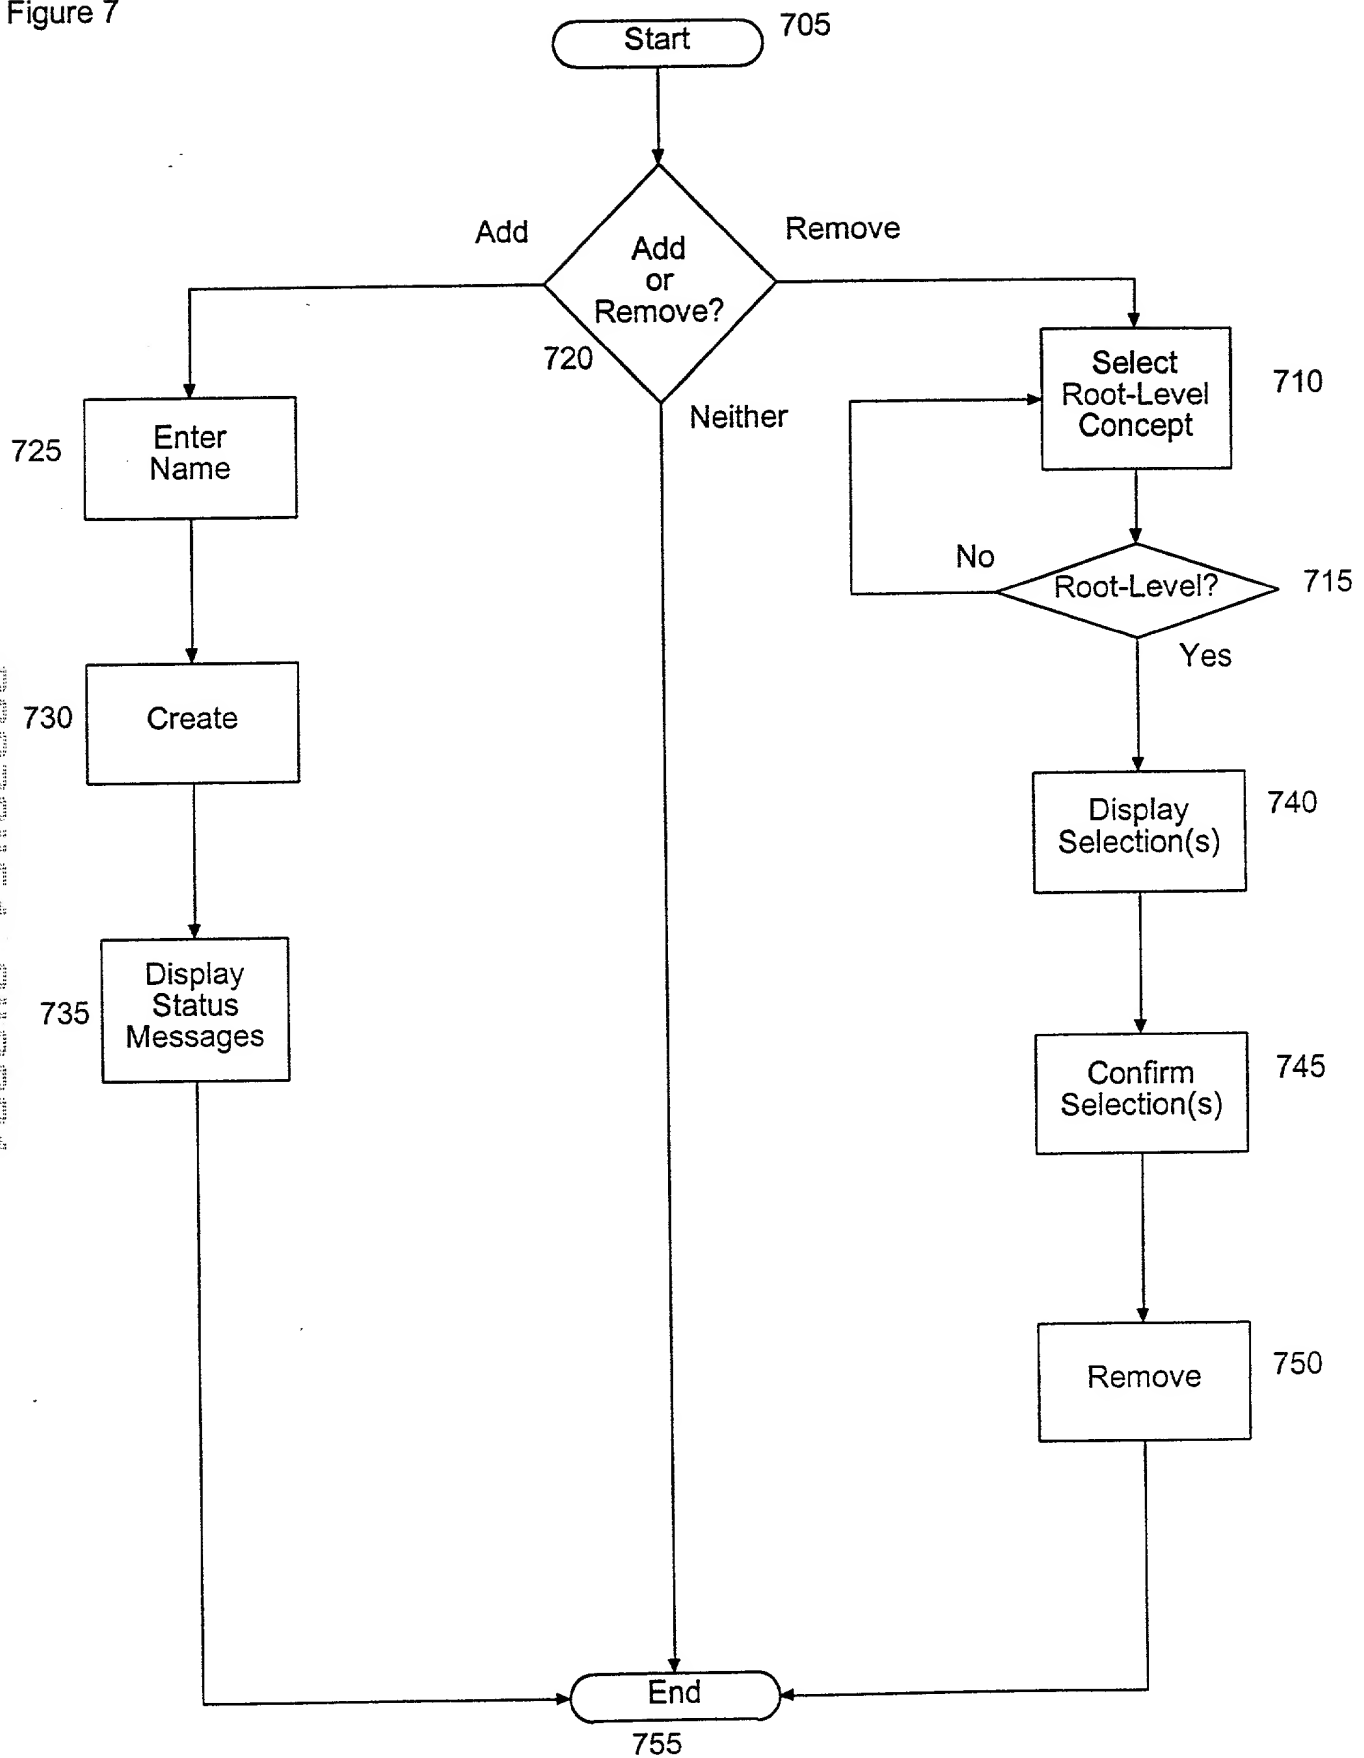 Figure 7
Start
705
Add
Remove
Add
or
Remove?
720
Neither
Select
Root-Level
Concept
710
725
Enter
Name
No
Root-Level?
715
Yes
730
Create
Display
Selection(s)
740
735
Display
Status
Messages
Confirm
Selection(s)
745
Remove
750
End
755